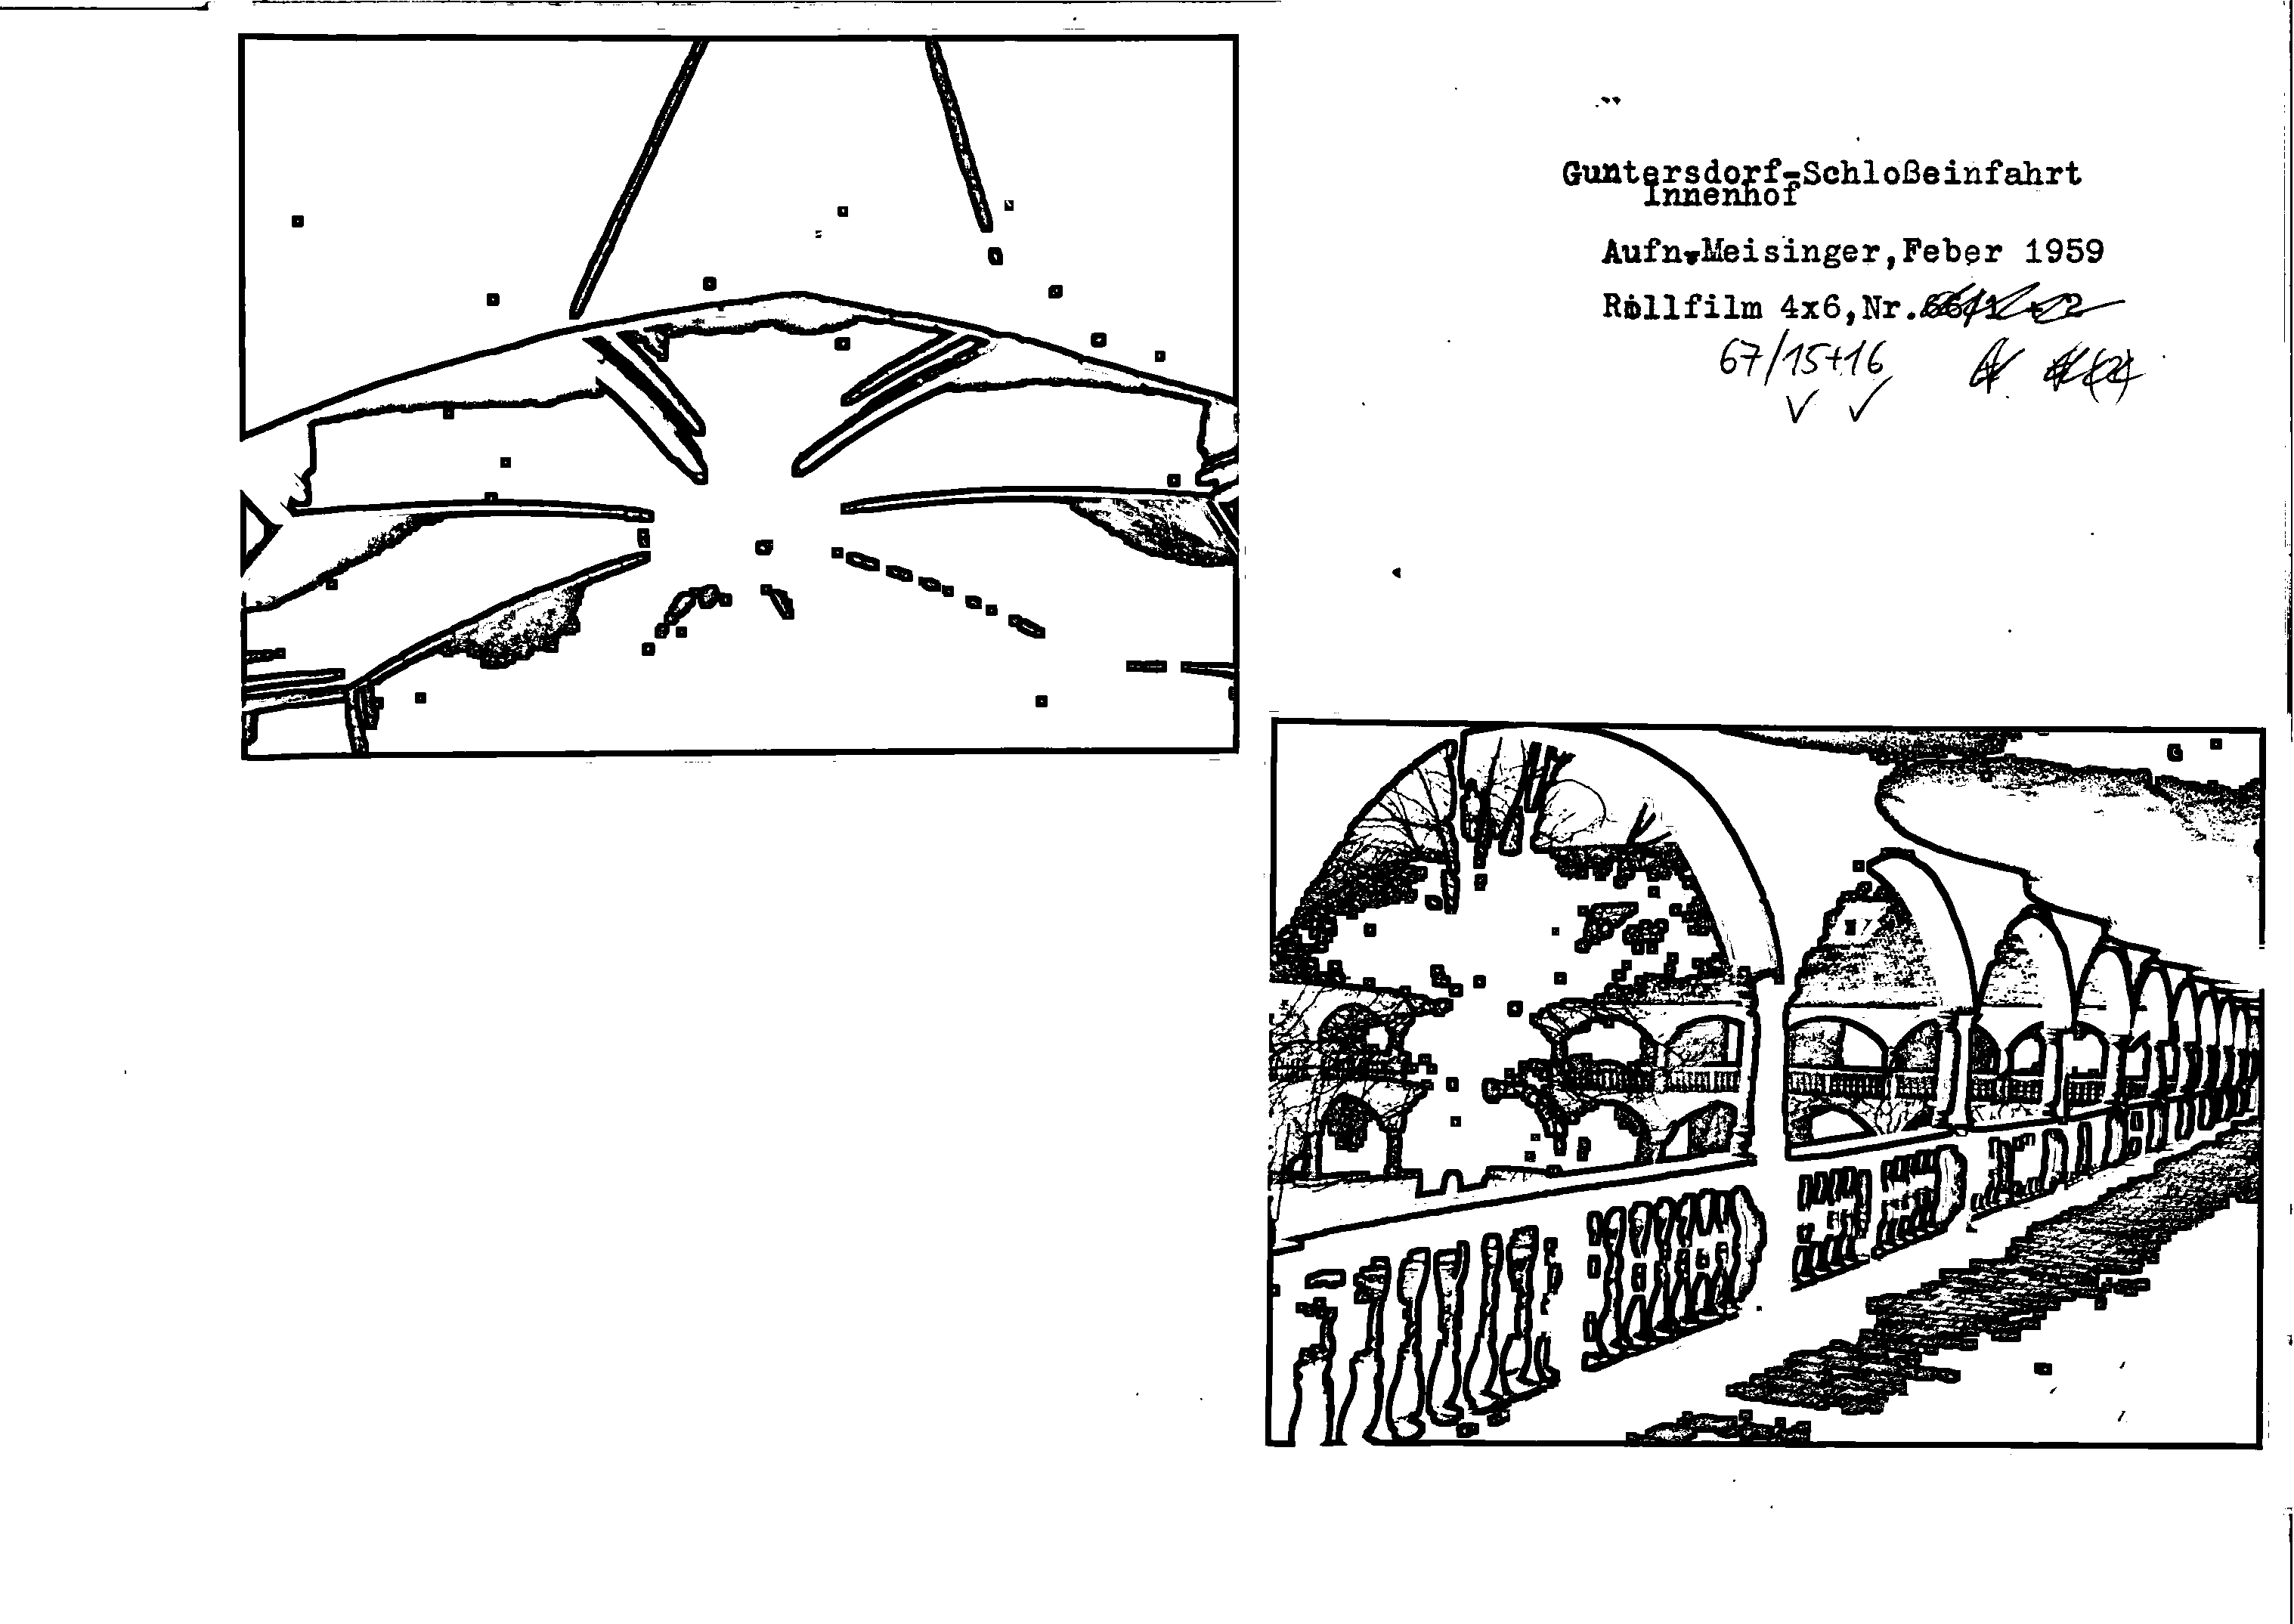 Guntersdorf-Schloßeinfahrt
Innenhof
Aufn.Meisinger,Feber 1959
Rollfilm 4x6,Nr.
67/15+16